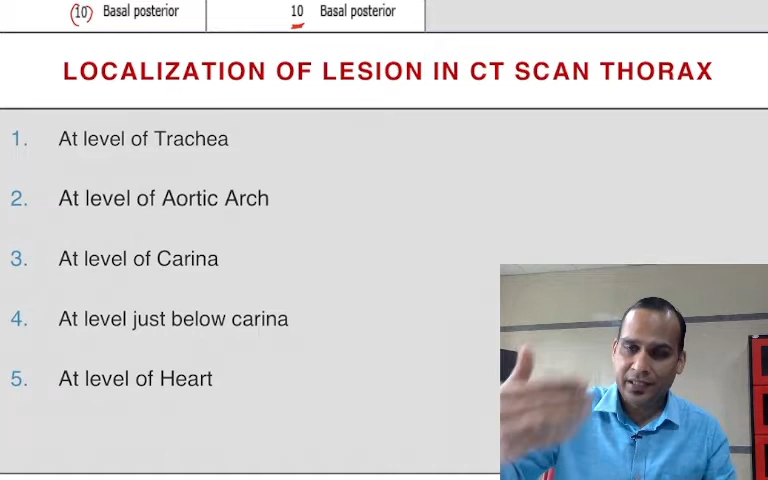 10 Basal posterior
10 Basal posterior
LOCALIZATION OF LESION IN CT SCAN THORAX
1. At level of Trachea
2. At level of Aortic Arch
3. At level of Carina
4. At level just below carina
5. At level of Heart